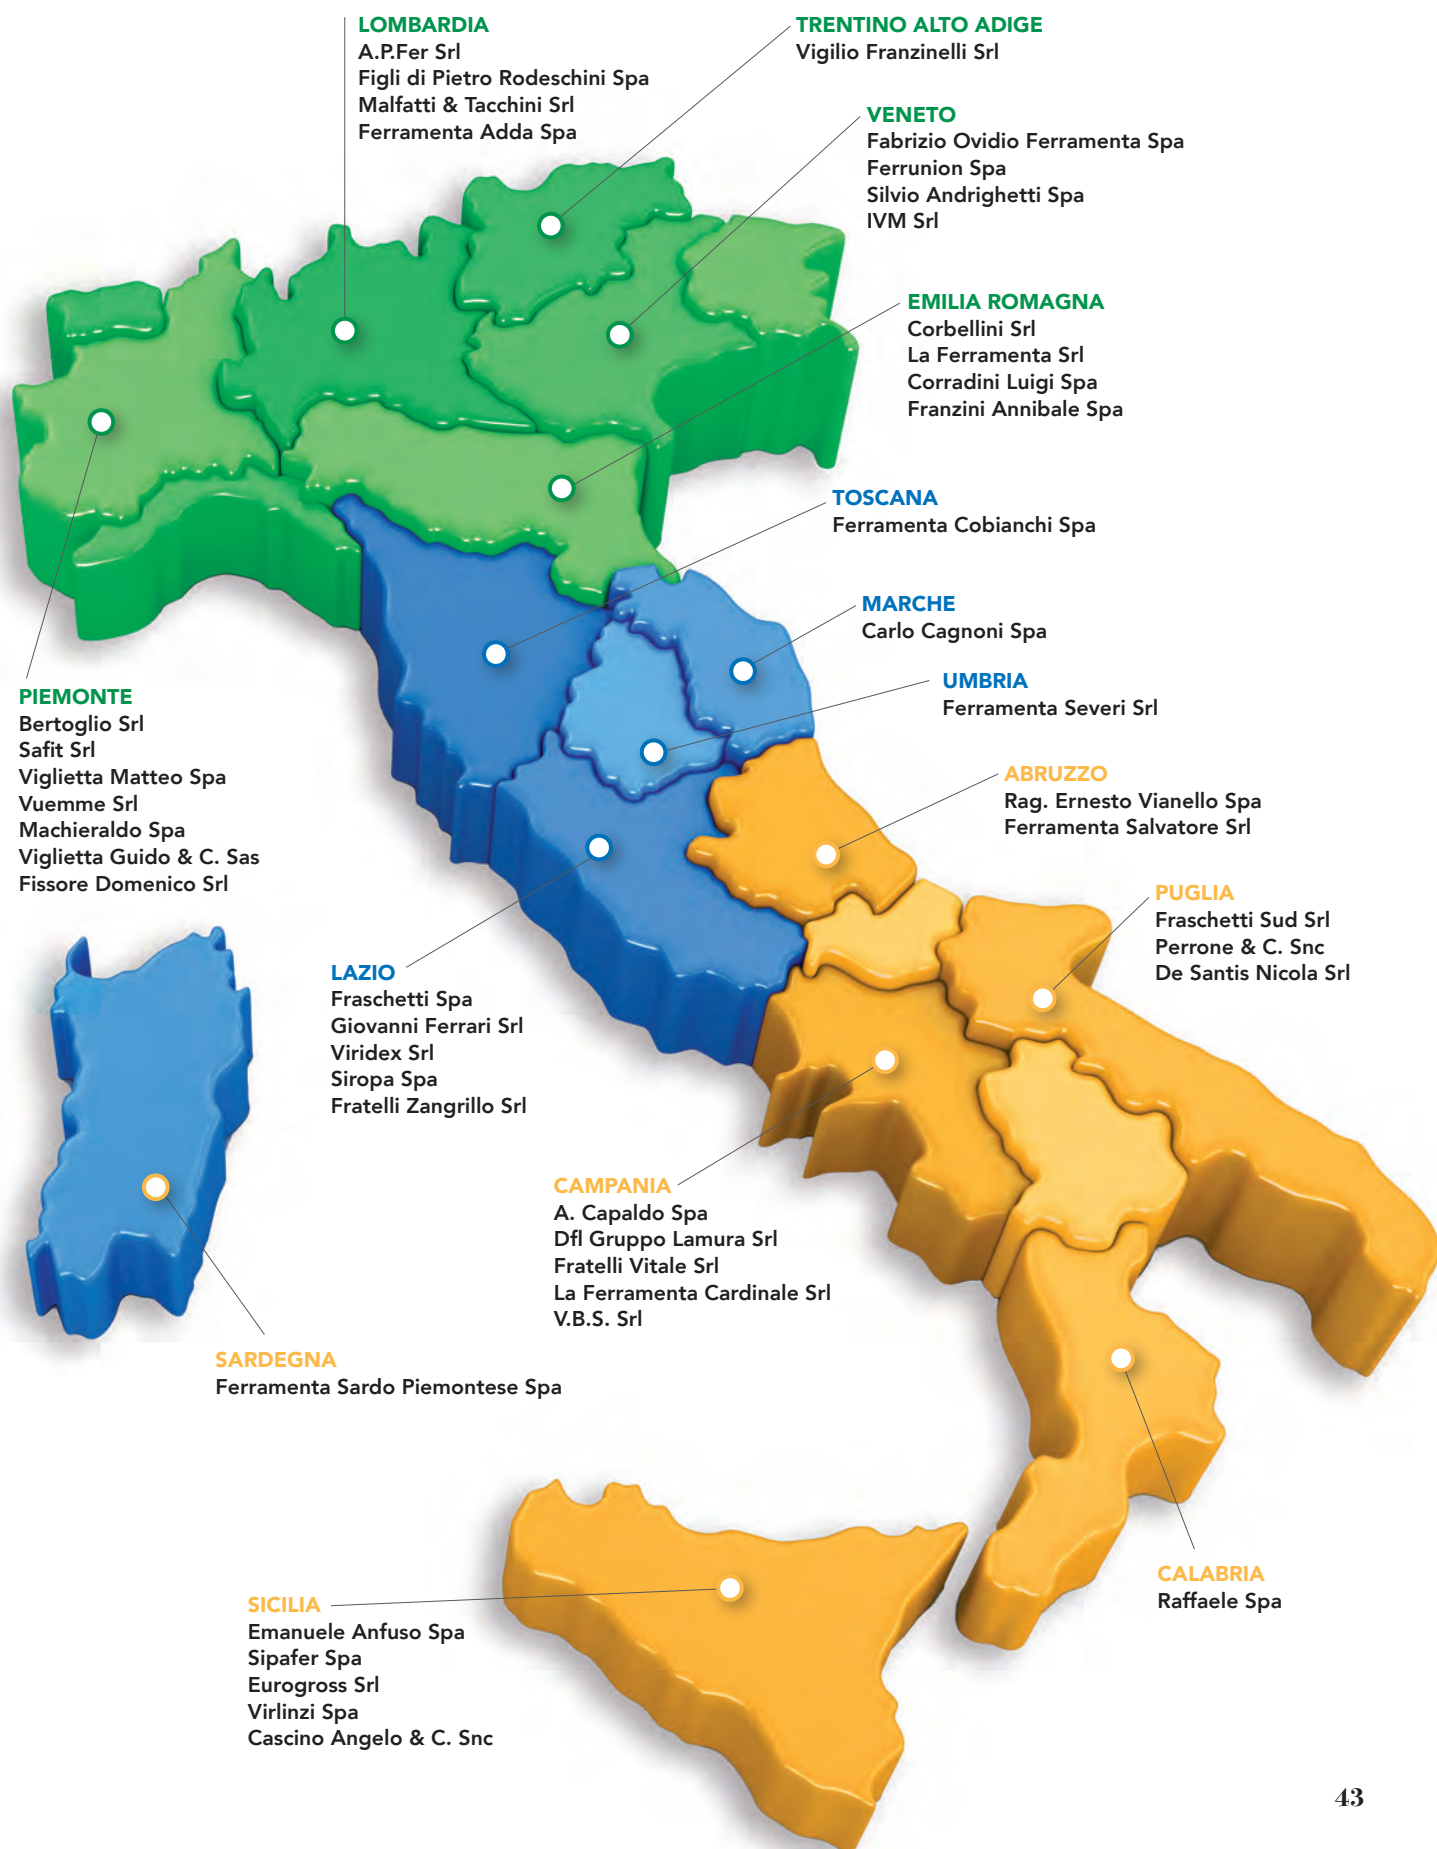 LOMBARDIA
A.P.Fer Srl
Figli di Pietro Rodeschini Spa
Malfatti & Tacchini Srl
Ferramenta Adda Spa
TRENTINO ALTO ADIGE
Vigilio Franzinelli Srl
VENETO
Fabrizio Ovidio Ferramenta Spa
Ferrunion Spa
Silvio Andrighetti Spa
IVM Srl
EMILIA ROMAGNA
Corbellini Srl
La Ferramenta Srl
Corradini Luigi Spa
Franzini Annibale Spa
TOSCANA
Ferramenta Cobianchi Spa
MARCHE
Carlo Cagnoni Spa
UMBRIA
Ferramenta Severi Srl
PIEMONTE
Bertoglio Srl
Safit Srl
Viglietta Matteo Spa
Vuemme Srl
Machieraldo Spa
Viglietta Guido & C. Sas
Fissore Domenico Srl
ABRUZZO
Rag. Ernesto Vianello Spa
Ferramenta Salvatore Srl
PUGLIA
Fraschetti Sud Srl
Perrone & C. Snc
De Santis Nicola Srl
LAZIO
Fraschetti Spa
Giovanni Ferrari Srl
Viridex Srl
Siropa Spa
Fratelli Zangrillo Srl
CAMPANIA
A. Capaldo Spa
Dfl Gruppo Lamura Srl
Fratelli Vitale Srl
La Ferramenta Cardinale Srl
V.B.S. Srl
SARDEGNA
Ferramenta Sardo Piemontese Spa
CALABRIA
Raffaele Spa
SICILIA
Emanuele Anfuso Spa
Sipafer Spa
Eurogross Srl
Virlinzi Spa
Cascino Angelo & C. Snc
43